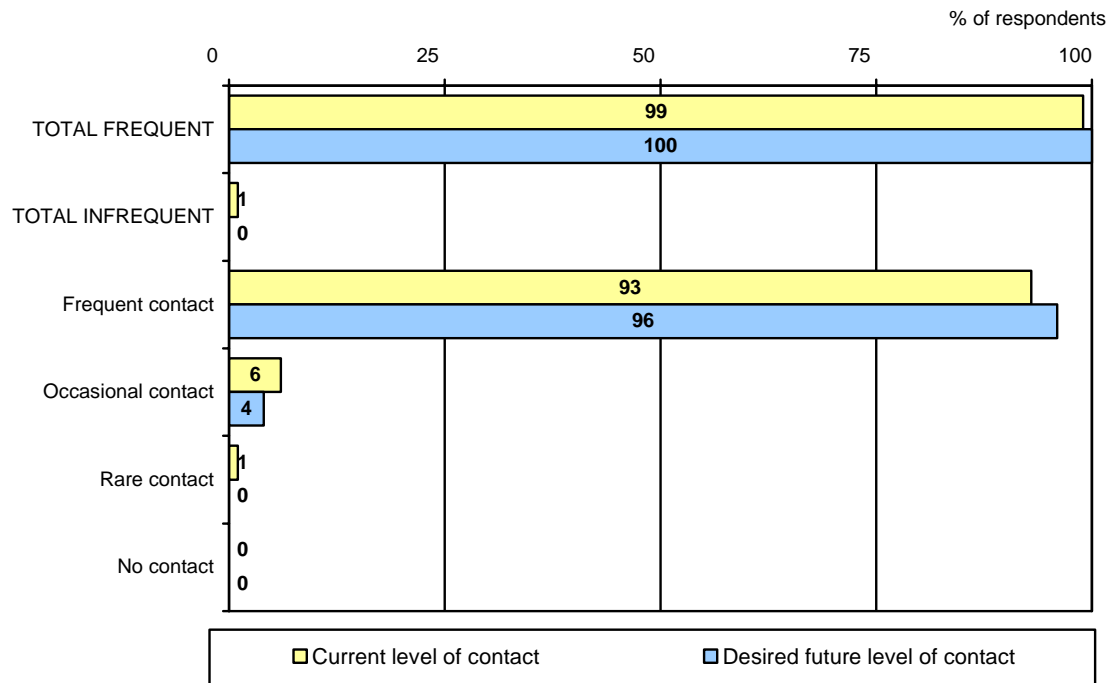 % of respondents
0 25 50 75 100
TOTAL FREQUENT
99
100
TOTAL INFREQUENT
1
0
Frequent contact
93
96
Occasional contact
6
4
Rare contact
1
0
No contact
0
0
Current level of contact Desired future level of contact